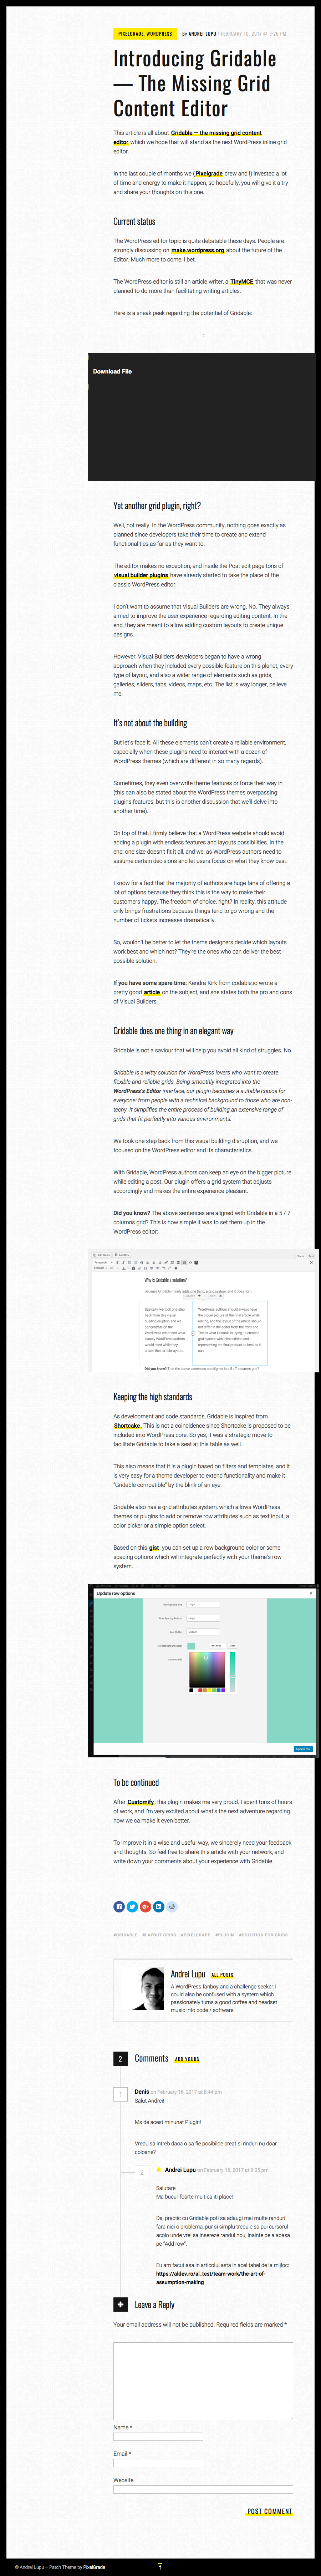 PIXELGRADE, WORDPRESS By ANDREI LUPU / FEBRUARY 10, 2017 @ 3:35 PM
Introducing Gridable
— The Missing Grid
Content Editor
This article is all about Gridable – the missing grid content
editor which we hope that will stand as the next WordPress inline grid
editor.
In the last couple of months we (Pixelgrade crew and I) invested a lot
of time and energy to make it happen, so hopefully, you will give it a try
and share your thoughts on this one.
Current status
The WordPress editor topic is quite debatable these days. People are
strongly discussing on make.wordpress.org about the future of the
Editor. Much more to come, I bet.
The WordPress editor is still an article writer, a TinyMCE that was never
planned to do more than facilitating writing articles.
Here is a sneak peek regarding the potential of Gridable:
Download File
Yet another grid plugin, right?
Well, not really. In the WordPress community, nothing goes exactly as
planned since developers take their time to create and extend
functionalities as far as they want to.
The editor makes no exception, and inside the Post edit page tons of
visual builder plugins have already started to take the place of the
classic WordPress editor.
I don't want to assume that Visual Builders are wrong. No. They always
aimed to improve the user experience regarding editing content. In the
end, they are meant to allow adding custom layouts to create unique
designs.
However, Visual Builders developers began to have a wrong
approach when they included every possible feature on this planet, every
type of layout, and also a wider range of elements such as grids,
galleries, sliders, tabs, videos, maps, etc. The list is way longer, believe
me.
It's not about the building
But let's face it. All these elements can't create a reliable environment,
especially when these plugins need to interact with a dozen of
WordPress themes (which are different in so many regards).
Sometimes, they even overwrite theme features or force their way in
(this can also be stated about the WordPress themes overpassing
plugins features, but this is another discussion that we'll delve into
another time).
On top of that, I firmly believe that a WordPress website should avoid
adding a plugin with endless features and layouts possibilities. In the
end, one size doesn't fit it all, and we, as WordPress developers need to
assume certain decisions and let users focus on what they know best.
I know for a fact that the majority of authors are huge fans of offering a
lot of options because they think this is the way to make their
customers happy. The freedom of choice, right? In reality, this attitude
only brings frustrations because things tend to go wrong and the
number of tickets increases dramatically.
So, wouldn't be better to let the theme designers decide which layouts
work best and which not? They're the ones who can deliver the best
possible solution.
If you have some spare time: Kendra Kirk from codable.io wrote a
pretty good article on the subject, and she states both the pro and cons
of Visual Builders.
Gridable does one thing in an elegant way
Gridable is not a saviour that will help you avoid all kind of struggles. No.
Gridable is a witty solution for WordPress lovers who want to create
flexible and reliable grids. Being smoothly integrated into the
WordPress's Editor interface, our plugin becomes a suitable choice for
everyone: from people with a technical background to those who are non-
techy. It simplifies the entire process of building an extensive range of
grids that fit perfectly into various environments.
We took one step back from this visual building disruption, and we
focused on the WordPress editor and its characteristics.
With Gridable, WordPress authors can keep an eye on the bigger picture
while editing a post. Our plugin offers a grid system that adjusts
accordingly and makes the entire experience pleasant.
Did you know? The above sentences are aligned with Gridable in a 5 / 7
columns grid? This is how simple it was to set them up in the
WordPress editor:
Why is Gridable a solution?
Did you know? That the above sentences are aligned in a 5 / 7 columns grid?
Keeping the high standards
As development and code standards, Gridable is inspired from
Shortcake. This is not a coincidence since Shortcake is proposed to be
included into WordPress core. So yes, it was a strategic move to
facilitate Gridable to take a seat at this table as well.
This also means that it is a plugin based on filters and templates, and it
is very easy for a theme developer to extend functionality and make it
"Gridable compatible" by the blink of an eye.
Gridable also has a grid attributes system, which allows WordPress
themes or plugins to add or remove row attributes such as text input, a
color picker or a simple option select.
Based on this gist, you can set up a row background color or some
spacing options which will integrate perfectly with your theme's row
system.
Update row options
To be continued
After Customify, this plugin makes me very proud. I spent tons of hours
of work, and I'm very excited about what's the next adventure regarding
how we ca make it even better.
To improve it in a wise and useful way, we sincerely need your feedback
and thoughts. So feel free to share this article with your network, and
write down your comments about your experience with Gridable.
#GRIDABLE #LAYOUT GRIDS #PIXELGRADE #PLUGIN #SOLUTION FOR GRIDS
Andrei Lupu ALL POSTS
A WordPress fanboy and a challenge seeker.I
could also be confused with a system which
passionately turns a good coffee and headset
music into code / software.
2 Comments ADD YOURS
1 Denis on February 16, 2017 at 8:44 pm
Salut Andrei!
Ms de acest minunat Plugin!
Vreau sa intreb daca o sa fie posibilde creat si rinduri nu doar
coloane?
2 Andrei Lupu on February 16, 2017 at 9:05 pm
Salutare
Ma bucur foarte mult ca iti place!
Da, practic cu Gridable poti sa adaugi mai multe randuri
fara nici o problema, pur si simplu trebuie sa pui cursorul
acolo unde vrei sa insereze randul nou, inainte de a apasa
pe "Add row".
Eu am facut asa in articolul asta in acel tabel de la mijloc:
https://aldev.ro/al_test/team-work/the-art-of-
assumption-making
Leave a Reply
Your email address will not be published. Required fields are marked *
Name *
Email *
Website
POST COMMENT
© Andrei Lupu – Patch Theme by PixelGrade